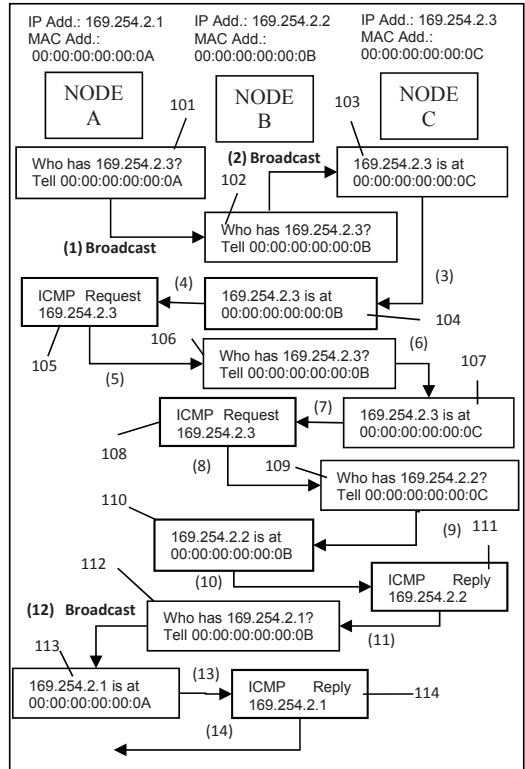 IP Add.: 169.254.2.1
MAC Add.:
00:00:00:00:00:0A
IP Add.: 169.254.2.2
MAC Add.:
00:00:00:00:00:0B
IP Add.: 169.254.2.3
MAC Add.:
00:00:00:00:00:0C
NODE
A
NODE
B
NODE
C
101
103
Who has 169.254.2.3?
Tell 00:00:00:00:00:0A
(2) Broadcast
102
169.254.2.3 is at
00:00:00:00:00:0C
Who has 169.254.2.3?
Tell 00:00:00:00:00:0B
(1) Broadcast
(3)
ICMP Request
169.254.2.3
(4)
169.254.2.3 is at
00:00:00:00:00:0B
104
105
106
(5)
Who has 169.254.2.3?
Tell 00:00:00:00:00:0B
(6)
107
ICMP Request
169.254.2.3
(7)
169.254.2.3 is at
00:00:00:00:00:0C
108
(8)
109
Who has 169.254.2.2?
Tell 00:00:00:00:00:0C
110
169.254.2.2 is at
00:00:00:00:00:0B
(9)
111
(10)
ICMP Reply
169.254.2.2
112
(12) Broadcast
Who has 169.254.2.1?
Tell 00:00:00:00:00:0B
(11)
113
169.254.2.1 is at
00:00:00:00:00:0A
(13)
ICMP Reply
169.254.2.1
114
(14)